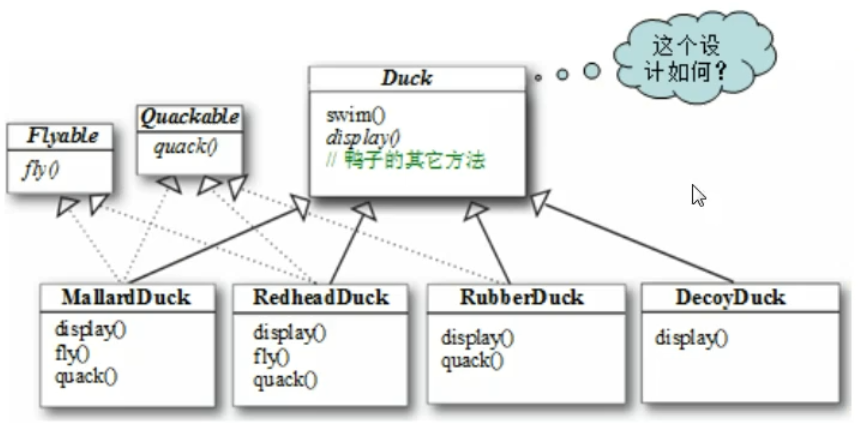 这个设
计如何?
Duck
swim()
display()
// 鸭子的其它方法
Quackable
quack()
Flyable
fly()
MallardDuck
display()
fly()
quack()
RedheadDuck
display()
fly()
quack()
RubberDuck
display()
quack()
DecoyDuck
display()